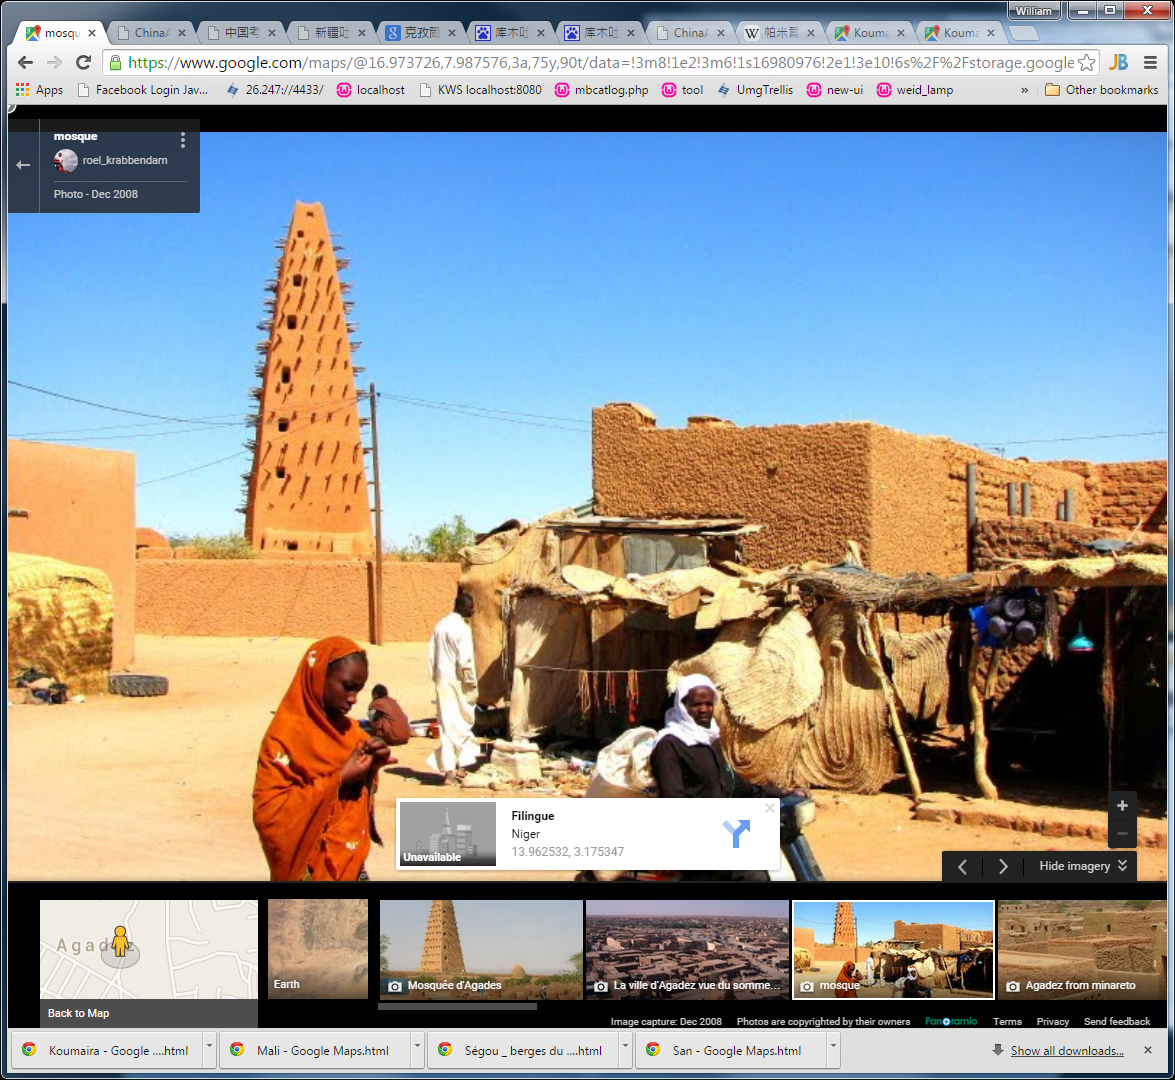 William
mosqu
ChinaA
中国考
新疆吐
克孜爾
库木吐
库木吐
ChinaA
帕米爾
Kouma
Kouma
https://www.google.com/maps/@16.973726,7.987576,3a,75y,90t/data=!3m8!1e2!3m6!1s16980976!2e1!3e10!6s%2F%2Fstorage.google
Apps
Facebook Login Jav...
26.247://4433/
localhost
KWS localhost:8080
mbcatlog.php
tool
UmgTrellis
new-ui
weid_lamp
»
Other bookmarks
mosque
roel_krabbendam
Photo - Dec 2008
Unavailable
Filingue
Niger
13.962532, 3.175347
Hide imagery
Agadez
Back to Map
Earth
Mosquée d'Agades
La ville d'Agadez vue du somme...
mosque
Agadez from minareto
Image capture: Dec 2008
Photos are copyrighted by their owners
Panoramio
Terms
Privacy
Send feedback
Koumaira - Google ....html
Mali - Google Maps.html
Ségou _ berges du ....html
San - Google Maps.html
Show all downloads...